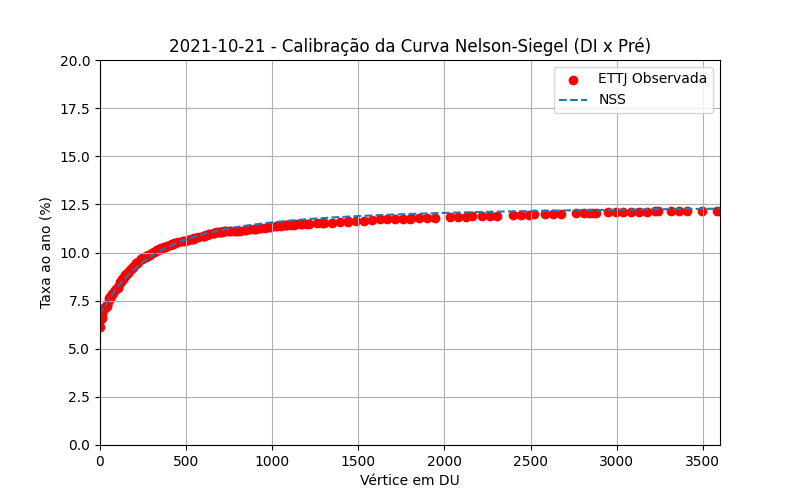 2021-10-21 - Calibração da Curva Nelson-Siegel (DI x Pré)
20.0
17.5
15.0
12.5
10.0
7.5
5.0
2.5
0.0
Taxa ao ano (%)
ETTJ Observada
NSS
0 500 1000 1500 2000 2500 3000 3500
Vértice em DU